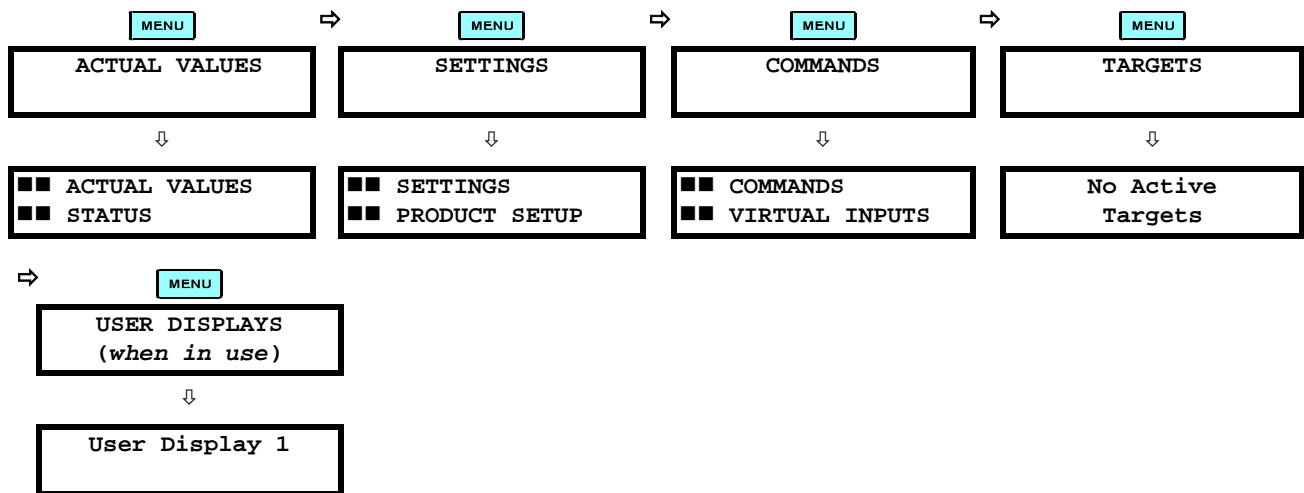 MENU
ACTUAL VALUES
MENU
SETTINGS
MENU
COMMANDS
MENU
TARGETS
ACTUAL VALUES
STATUS
SETTINGS
PRODUCT SETUP
COMMANDS
VIRTUAL INPUTS
No Active
Targets
MENU
USER DISPLAYS
(when in use)
User Display 1